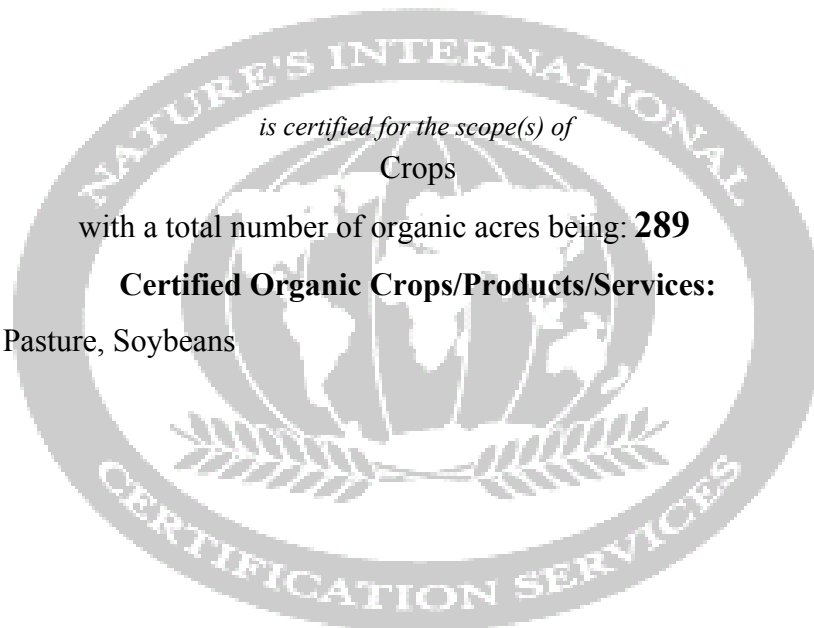 NATURE'S INTERNATIONAL
is certified for the scope(s) of
Crops
with a total number of organic acres being: 289
Certified Organic Crops/Products/Services:
Pasture, Soybeans
CERTIFICATION SERVICES